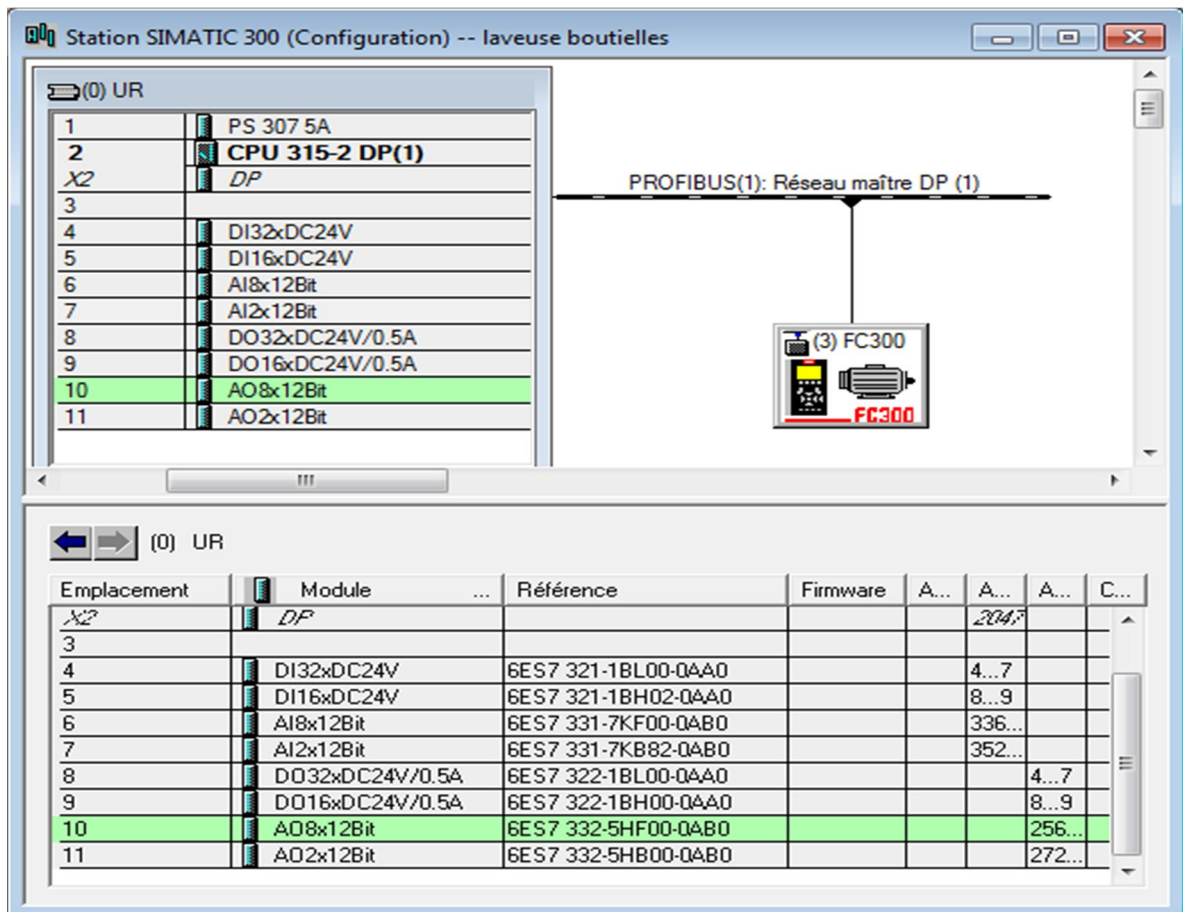 Station SIMATIC 300 (Configuration) -- laveuse boutielles
(0) UR
1 PS 307 5A
2 CPU 315-2 DP(1)
X2 DP
3
4 DI32xDC24V
5 DI16xDC24V
6 AI8x12Bit
7 AI2x12Bit
8 DO32xDC24V/0.5A
9 DO16xDC24V/0.5A
10 AO8x12Bit
11 AO2x12Bit
PROFIBUS(1): Réseau maître DP (1)
(3) FC300
FC300
(0) UR
Emplacement Module ... Référence Firmware A... A... A... C...
X2 DP 2047
3
4 DI32xDC24V 6ES7 321-1BL00-0AA0 4...7
5 DI16xDC24V 6ES7 321-1BH02-0AA0 8...9
6 AI8x12Bit 6ES7 331-7KF00-0AB0 336...
7 AI2x12Bit 6ES7 331-7KB82-0AB0 352...
8 DO32xDC24V/0.5A 6ES7 322-1BL00-0AA0 4...7
9 DO16xDC24V/0.5A 6ES7 322-1BH00-0AA0 8...9
10 AO8x12Bit 6ES7 332-5HF00-0AB0 256...
11 AO2x12Bit 6ES7 332-5HB00-0AB0 272...